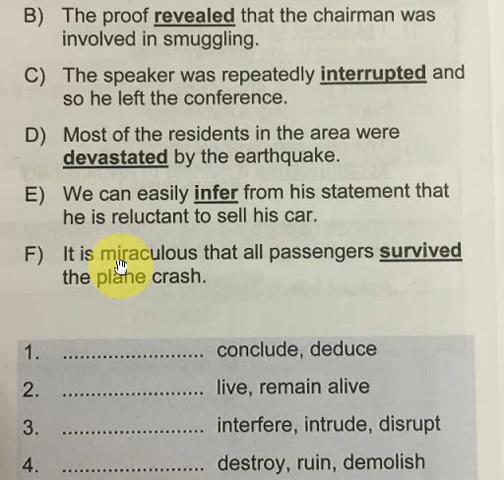 B) The proof revealed that the chairman was
involved in smuggling.
C) The speaker was repeatedly interrupted and
so he left the conference.
D) Most of the residents in the area were
devastated by the earthquake.
E) We can easily infer from his statement that
he is reluctant to sell his car.
F) It is miraculous that all passengers survived
the plane crash.
1. ........................ conclude, deduce
2. ........................ live, remain alive
3. ........................ interfere, intrude, disrupt
4. ........................ destroy, ruin, demolish